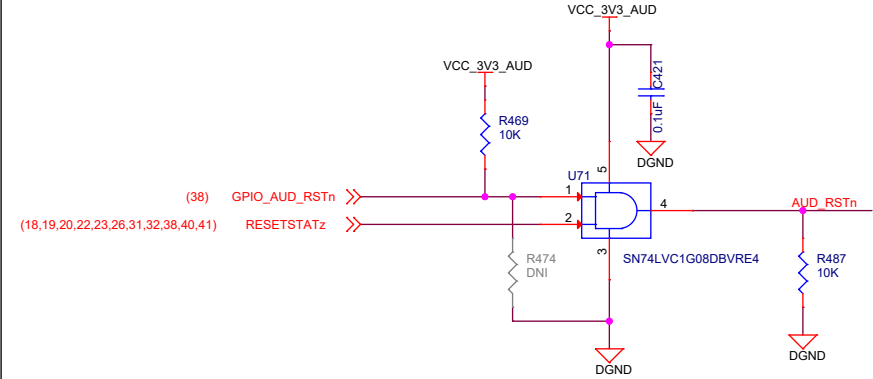 VCC_3V3_AUD
VCC_3V3_AUD
C421
0.1uF
R469
10K
DGND
U71
5
(38) GPIO_AUD_RSTn
1
4
AUD_RSTn
(18,19,20,22,23,26,31,32,38,40,41) RESETSTATz
2
3
SN74LVC1G08DBVRE4
R474
DNI
R487
10K
DGND
DGND